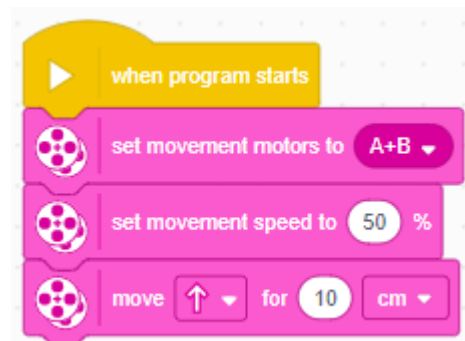 when program starts
set movement motors to A+B
set movement speed to 50 %
move for 10 cm